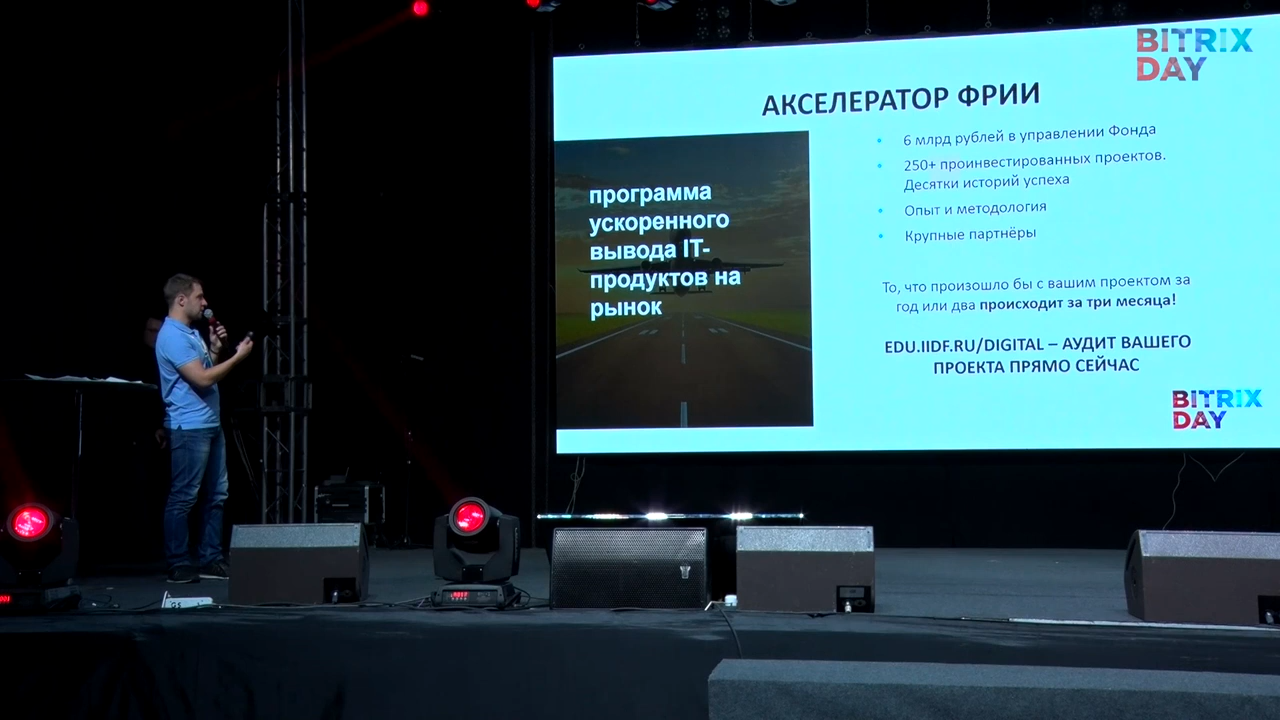 BITRIX
DAY
АКСЕЛЕРАТОР ФРИИ
программа
ускоренного
вывода IT-
продуктов на
рынок
• 6 млрд рублей в управлении Фонда
• 250+ проинвестированных проектов.
Десятки историй успеха
• Опыт и методология
• Крупные партнёры
То, что произошло бы с вашим проектом за
год или два происходит за три месяца!
EDU.IIDF.RU/DIGITAL – АУДИТ ВАШЕГО
ПРОЕКТА ПРЯМО СЕЙЧАС
BITRIX
DAY